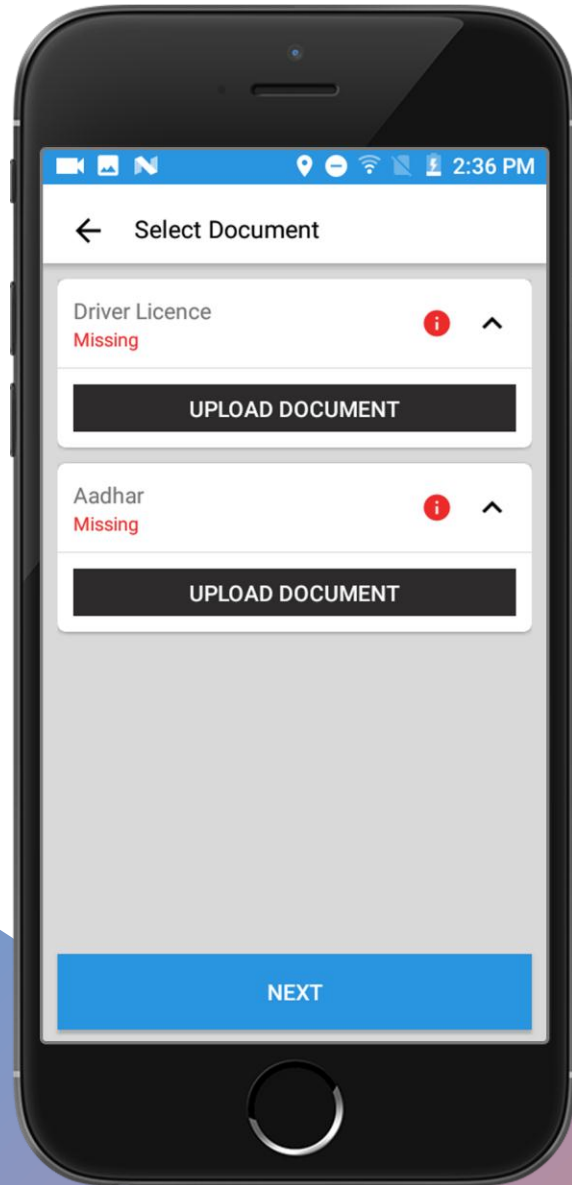 2:36 PM
Select Document
Driver Licence
Missing
UPLOAD DOCUMENT
Aadhar
Missing
UPLOAD DOCUMENT
NEXT